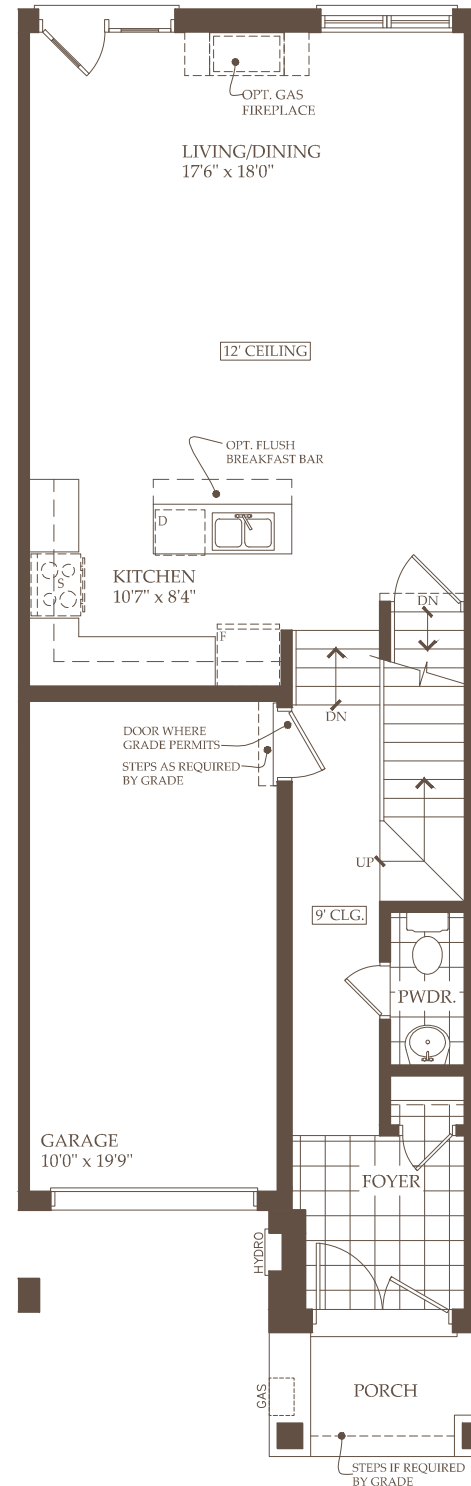 OPT. GAS
FIREPLACE
LIVING/DINING
17'6" x 18'0"
12' CEILING
OPT. FLUSH
BREAKFAST BAR
D
S
KITCHEN
10'7" x 8'4"
F
DN
DN
DOOR WHERE
GRADE PERMITS
STEPS AS REQUIRED
BY GRADE
UP
9' CLG.
PWDR.
GARAGE
10'0" x 19'9"
FOYER
HYDRO
GAS
PORCH
STEPS IF REQUIRED
BY GRADE